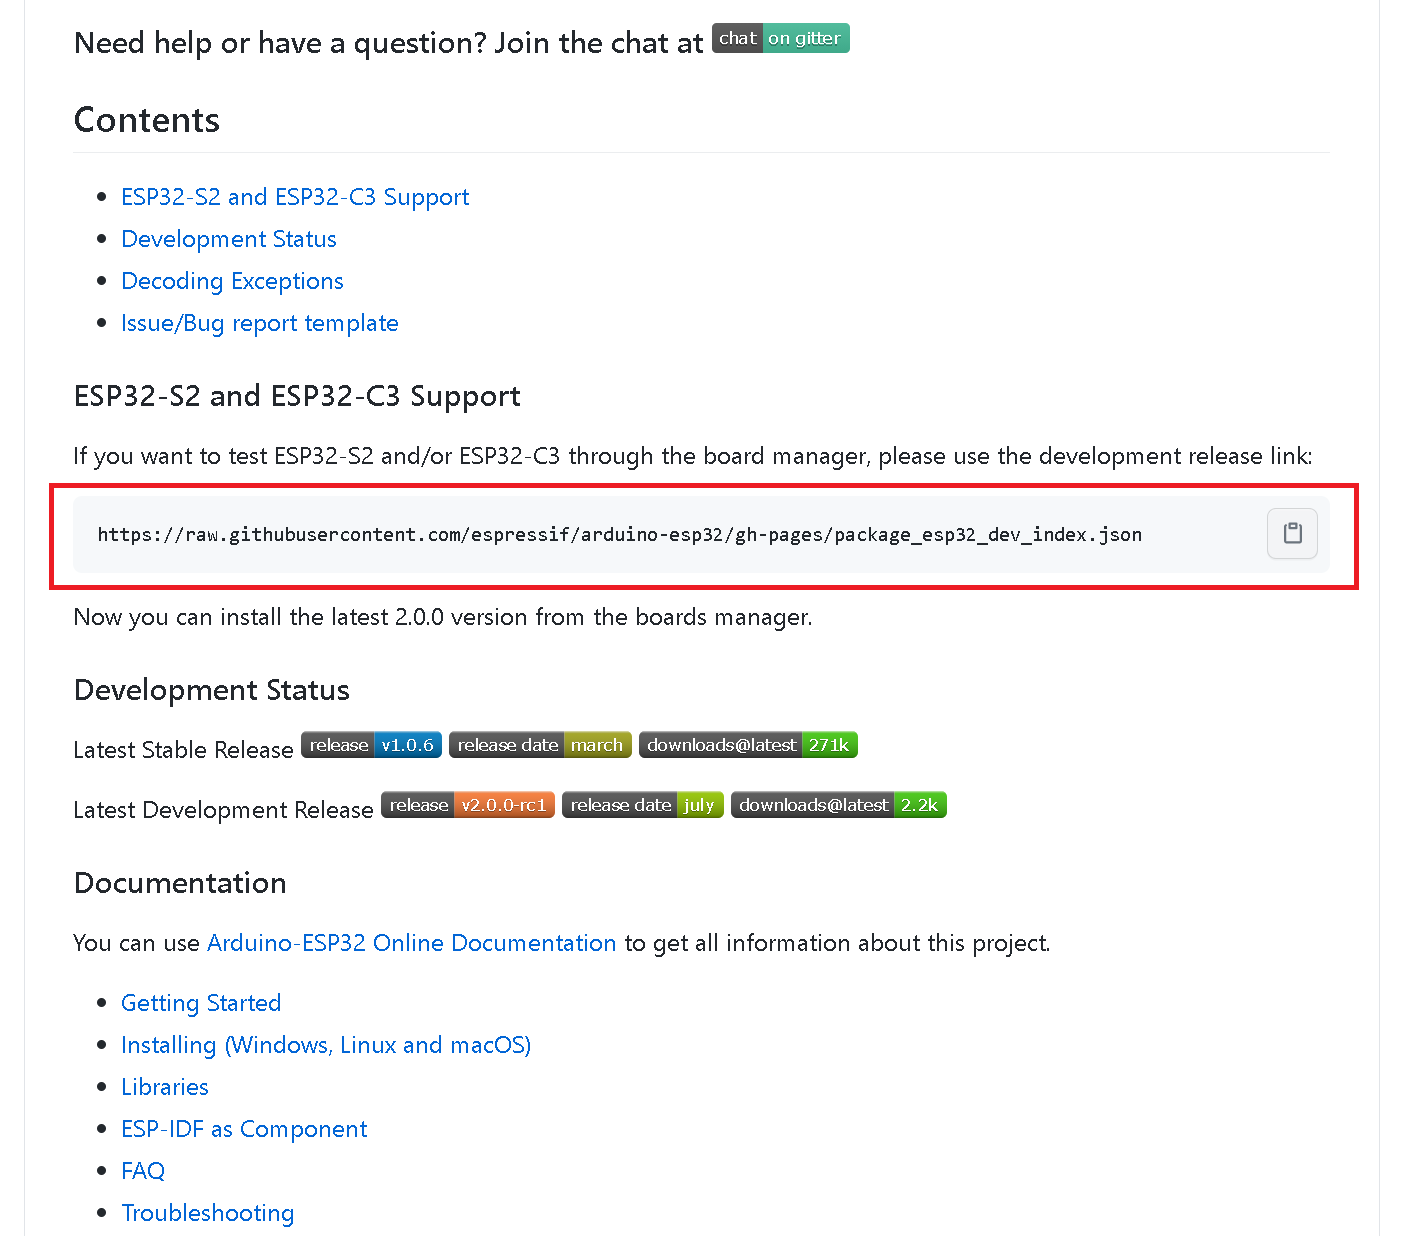 Need help or have a question? Join the chat at chat on gitter
Contents
ESP32-S2 and ESP32-C3 Support
Development Status
Decoding Exceptions
Issue/Bug report template
ESP32-S2 and ESP32-C3 Support
If you want to test ESP32-S2 and/or ESP32-C3 through the board manager, please use the development release link:
https://raw.githubusercontent.com/espressif/arduino-esp32/gh-pages/package_esp32_dev_index.json
Now you can install the latest 2.0.0 version from the boards manager.
Development Status
Latest Stable Release release v1.0.6 release date march downloads@latest 271k
Latest Development Release release v2.0.0-rc1 release date july downloads@latest 2.2k
Documentation
You can use Arduino-ESP32 Online Documentation to get all information about this project.
Getting Started
Installing (Windows, Linux and macOS)
Libraries
ESP-IDF as Component
FAQ
Troubleshooting